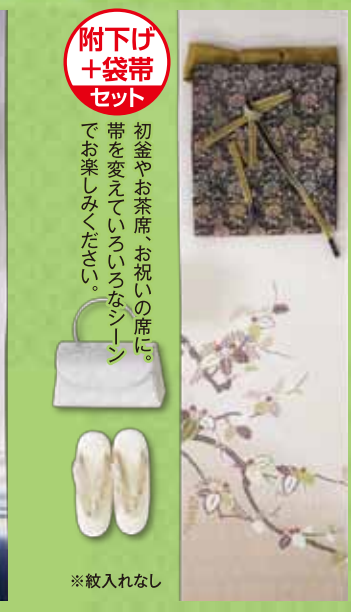 附下げ
+袋帯
セット
初釜やお茶席、お祝いの席に。
帯を変えていろいろなシーン
でお楽しみください。
※紋入れなし